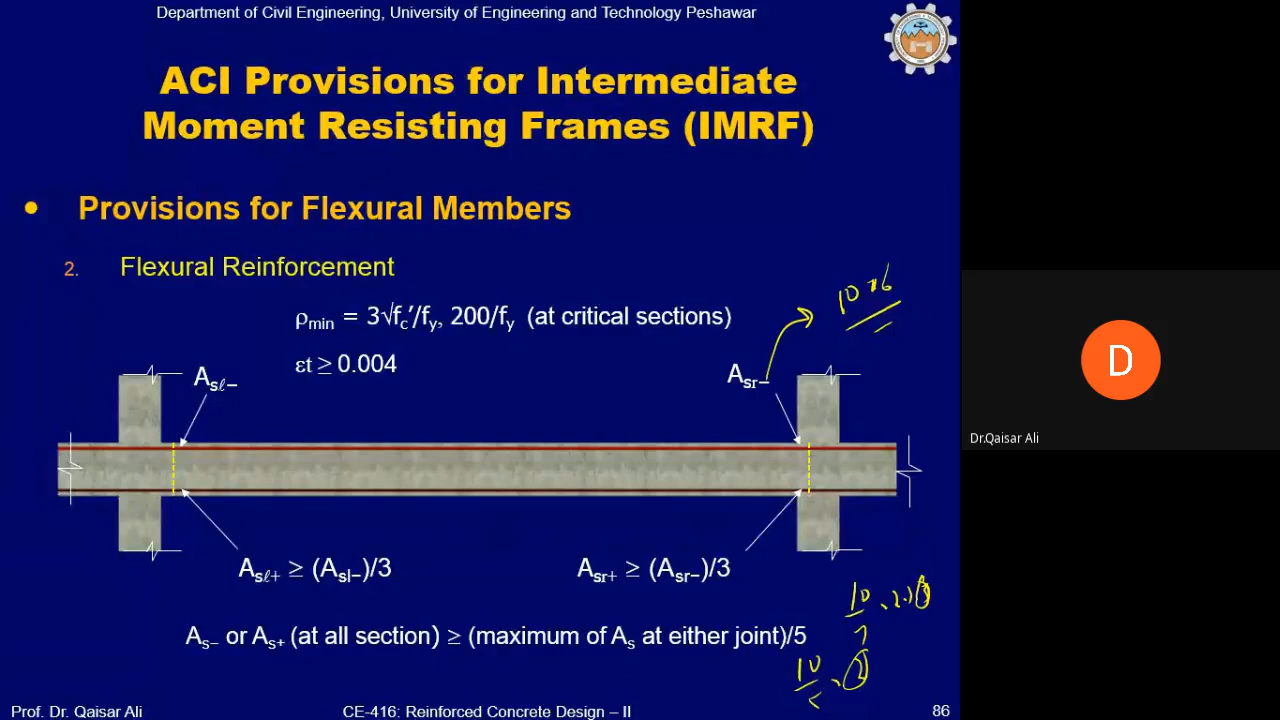 Department of Civil Engineering, University of Engineering and Technology Peshawar
ACI Provisions for Intermediate
Moment Resisting Frames (IMRF)
• Provisions for Flexural Members
2. Flexural Reinforcement
ρmin = 3√fc′/fy, 200/fy (at critical sections)
εt ≥ 0.004
Asℓ−
Asr−
D
Dr.Qaisar Ali
Asℓ+ ≥ (Asl−)/3
Asr+ ≥ (Asr−)/3
As− or As+ (at all section) ≥ (maximum of As at either joint)/5
10
10
Prof. Dr. Qaisar Ali
CE-416: Reinforced Concrete Design – II
86